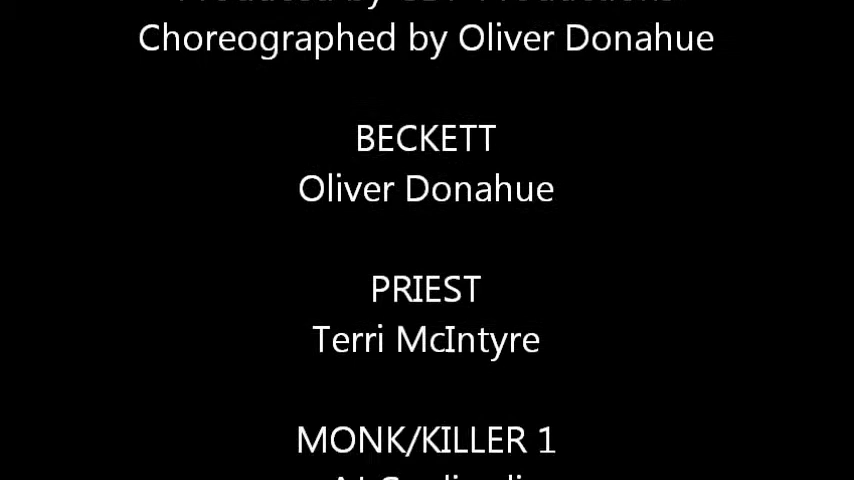 Choreographed by Oliver Donahue
BECKETT
Oliver Donahue
PRIEST
Terri McIntyre
MONK/KILLER 1